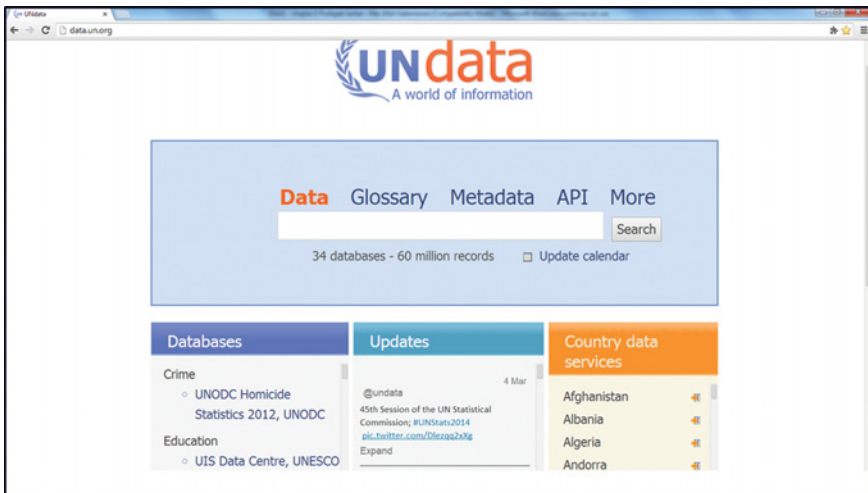 UNdata
data.un.org
UNdata
A world of information
Data Glossary Metadata API More
Search
34 databases - 60 million records Update calendar
Databases
Crime
UNODC Homicide
Statistics 2012, UNODC
Education
UIS Data Centre, UNESCO
Updates
4 Mar
@undata
45th Session of the UN Statistical
Commission; #UNStats2014
pic.twitter.com/Dlezqq2xXg
Expand
Country data
services
Afghanistan
Albania
Algeria
Andorra